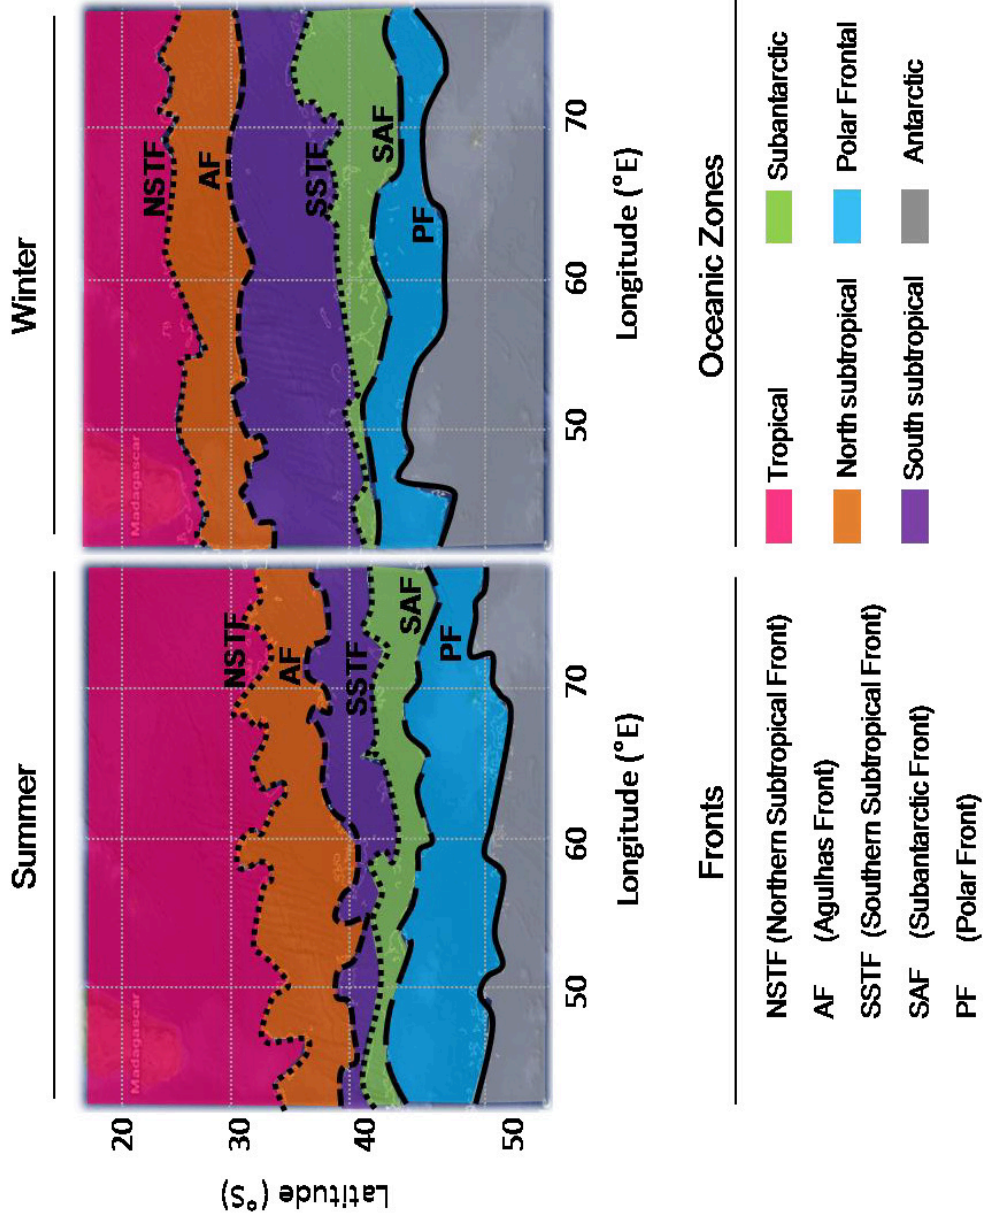 Summer
Winter
Latitude (°S)
20
30
40
50
Madagascar
NSTF
AF
SSTF
SAF
PF
50
60
70
Longitude (°E)
Madagascar
NSTF
AF
SSTF
SAF
PF
50
60
70
Longitude (°E)
Fronts
NSTF (Northern Subtropical Front)
AF (Agulhas Front)
SSTF (Southern Subtropical Front)
SAF (Subantarctic Front)
PF (Polar Front)
Oceanic Zones
Tropical
North subtropical
South subtropical
Subantarctic
Polar Frontal
Antarctic